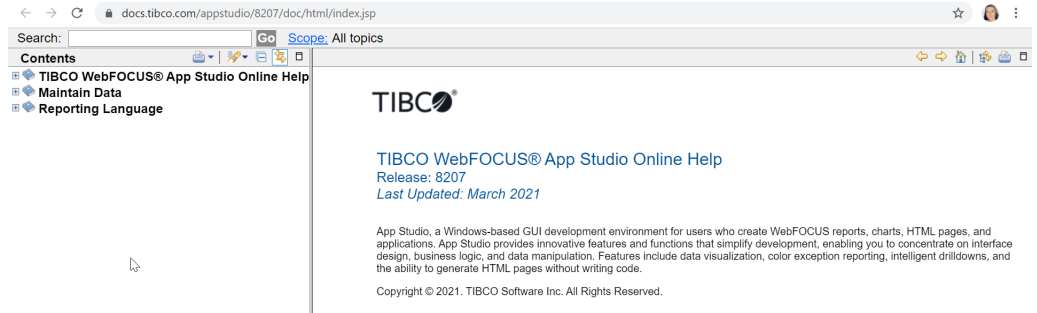 docs.tibco.com/appstudio/8207/doc/html/index.jsp
Search: Go Scope: All topics
Contents
TIBCO WebFOCUS® App Studio Online Help
Maintain Data
Reporting Language
TIBCO®
TIBCO WebFOCUS® App Studio Online Help
Release: 8207
Last Updated: March 2021
App Studio, a Windows-based GUI development environment for users who create WebFOCUS reports, charts, HTML pages, and
applications. App Studio provides innovative features and functions that simplify development, enabling you to concentrate on interface
design, business logic, and data manipulation. Features include data visualization, color exception reporting, intelligent drilldowns, and
the ability to generate HTML pages without writing code.
Copyright © 2021. TIBCO Software Inc. All Rights Reserved.